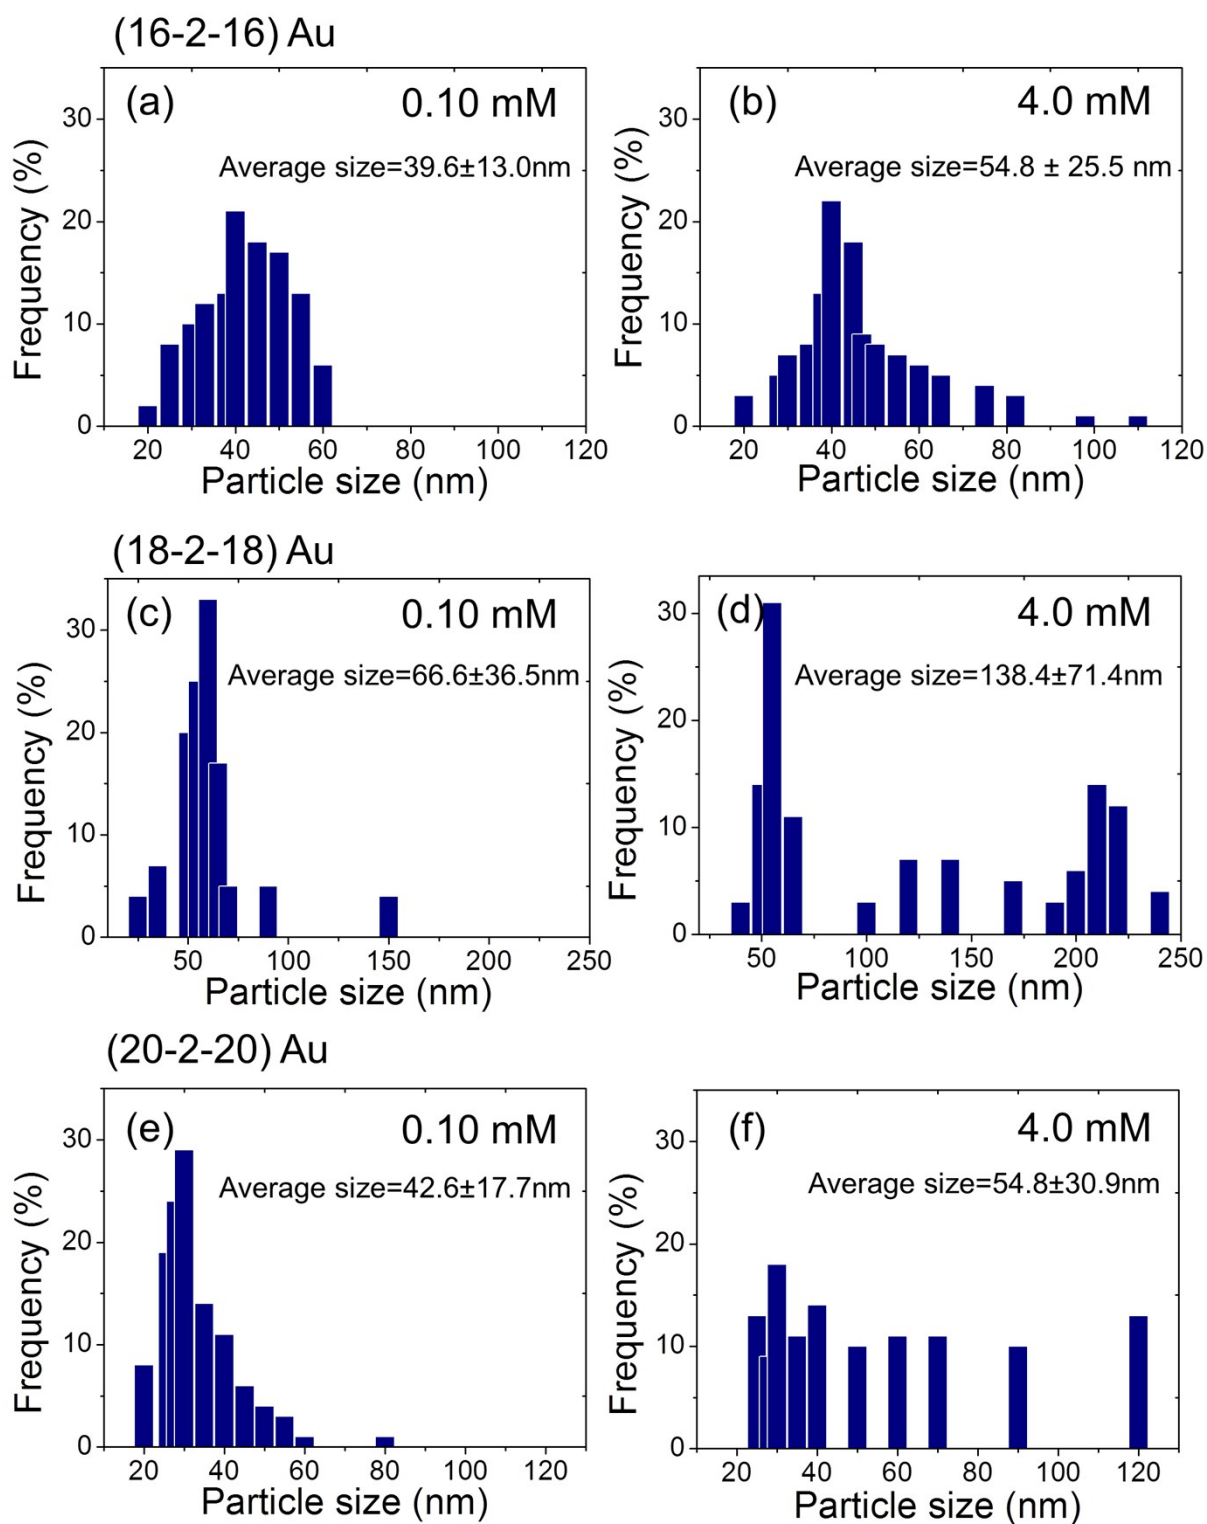 (16-2-16) Au
(a)
0.10 mM
Average size=39.6±13.0nm
Frequency (%)
30
20
10
0
20 40 60 80 100 120
Particle size (nm)
(b)
4.0 mM
Average size=54.8 ± 25.5 nm
Frequency (%)
30
20
10
0
20 40 60 80 100 120
Particle size (nm)
(18-2-18) Au
(c)
0.10 mM
Average size=66.6±36.5nm
Frequency (%)
30
20
10
0
50 100 150 200 250
Particle size (nm)
(d)
4.0 mM
Average size=138.4±71.4nm
Frequency (%)
30
20
10
0
50 100 150 200 250
Particle size (nm)
(20-2-20) Au
(e)
0.10 mM
Average size=42.6±17.7nm
Frequency (%)
30
20
10
0
20 40 60 80 100 120
Particle size (nm)
(f)
4.0 mM
Average size=54.8±30.9nm
Frequency (%)
30
20
10
0
20 40 60 80 100 120
Particle size (nm)